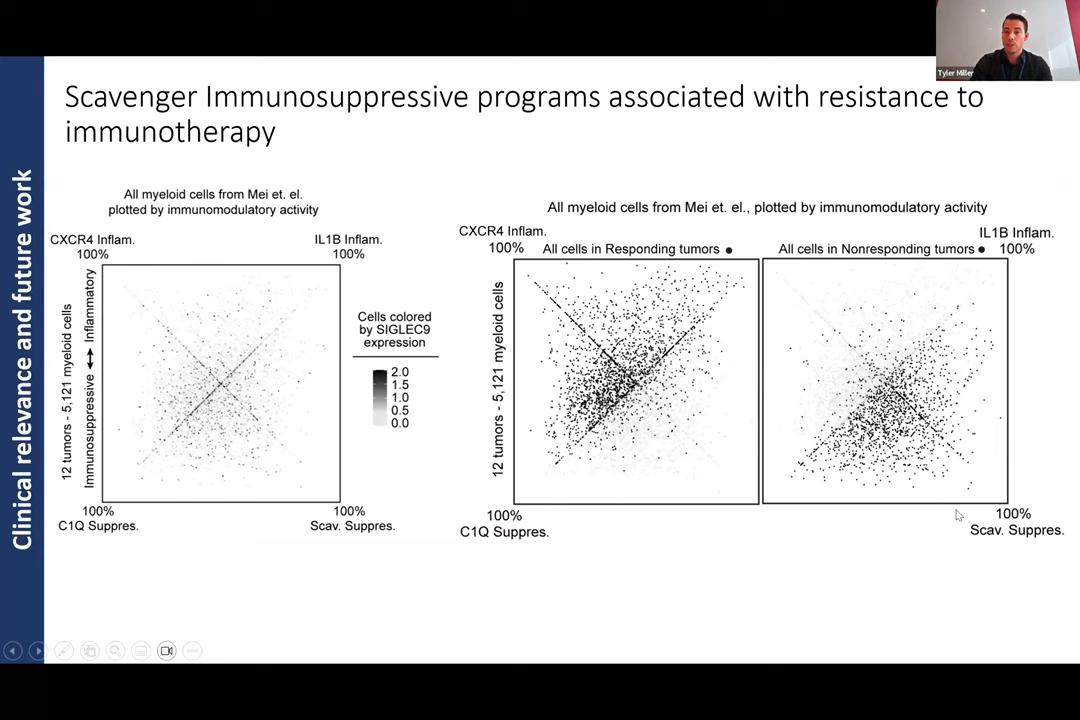 Tyler Miller
Scavenger Immunosuppressive programs associated with resistance to
immunotherapy
Clinical relevance and future work
All myeloid cells from Mei et. el.
plotted by immunomodulatory activity
CXCR4 Inflam.
100%
IL1B Inflam.
100%
12 tumors - 5,121 myeloid cells
Immunosuppressive
Inflammatory
100%
C1Q Suppres.
100%
Scav. Suppres.
Cells colored
by SIGLEC9
expression
2.0
1.5
1.0
0.5
0.0
All myeloid cells from Mei et. el., plotted by immunomodulatory activity
CXCR4 Inflam.
100%
All cells in Responding tumors
All cells in Nonresponding tumors
IL1B Inflam.
100%
12 tumors - 5,121 myeloid cells
100%
C1Q Suppres.
100%
Scav. Suppres.